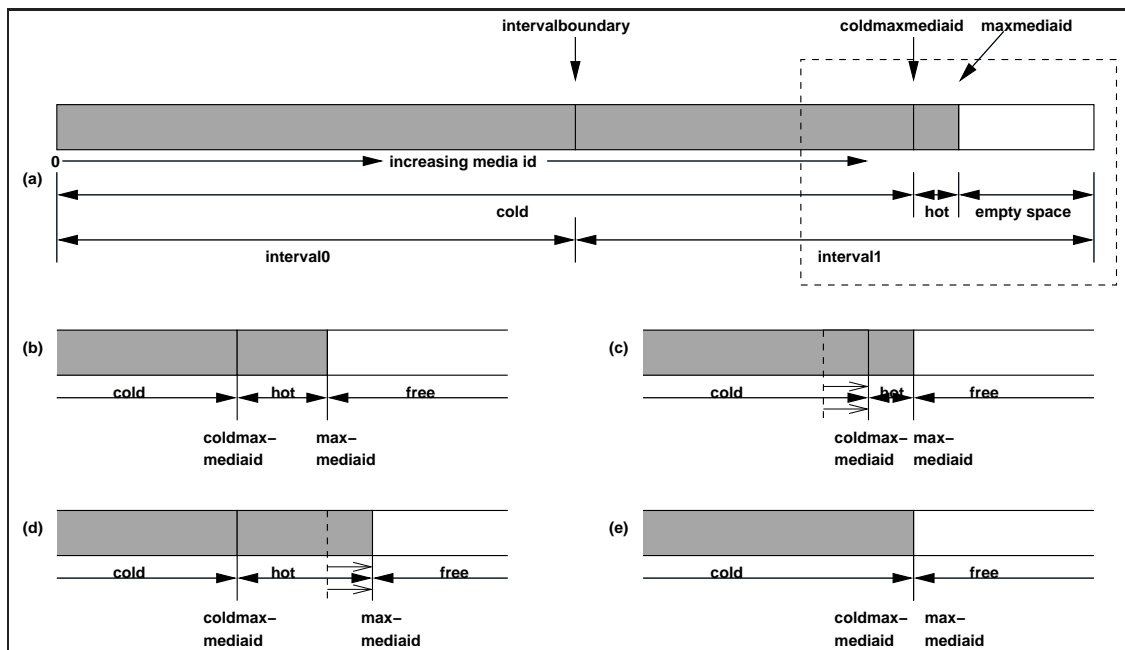 intervalboundary coldmaxmediaid maxmediaid
0 increasing media id
(a)
cold hot empty space
interval0 interval1
(b)
cold hot free
coldmax− max−
mediaid mediaid
(c)
cold hot free
coldmax− max−
mediaid mediaid
(d)
cold hot free
coldmax− max−
mediaid mediaid
(e)
cold free
coldmax− max−
mediaid mediaid